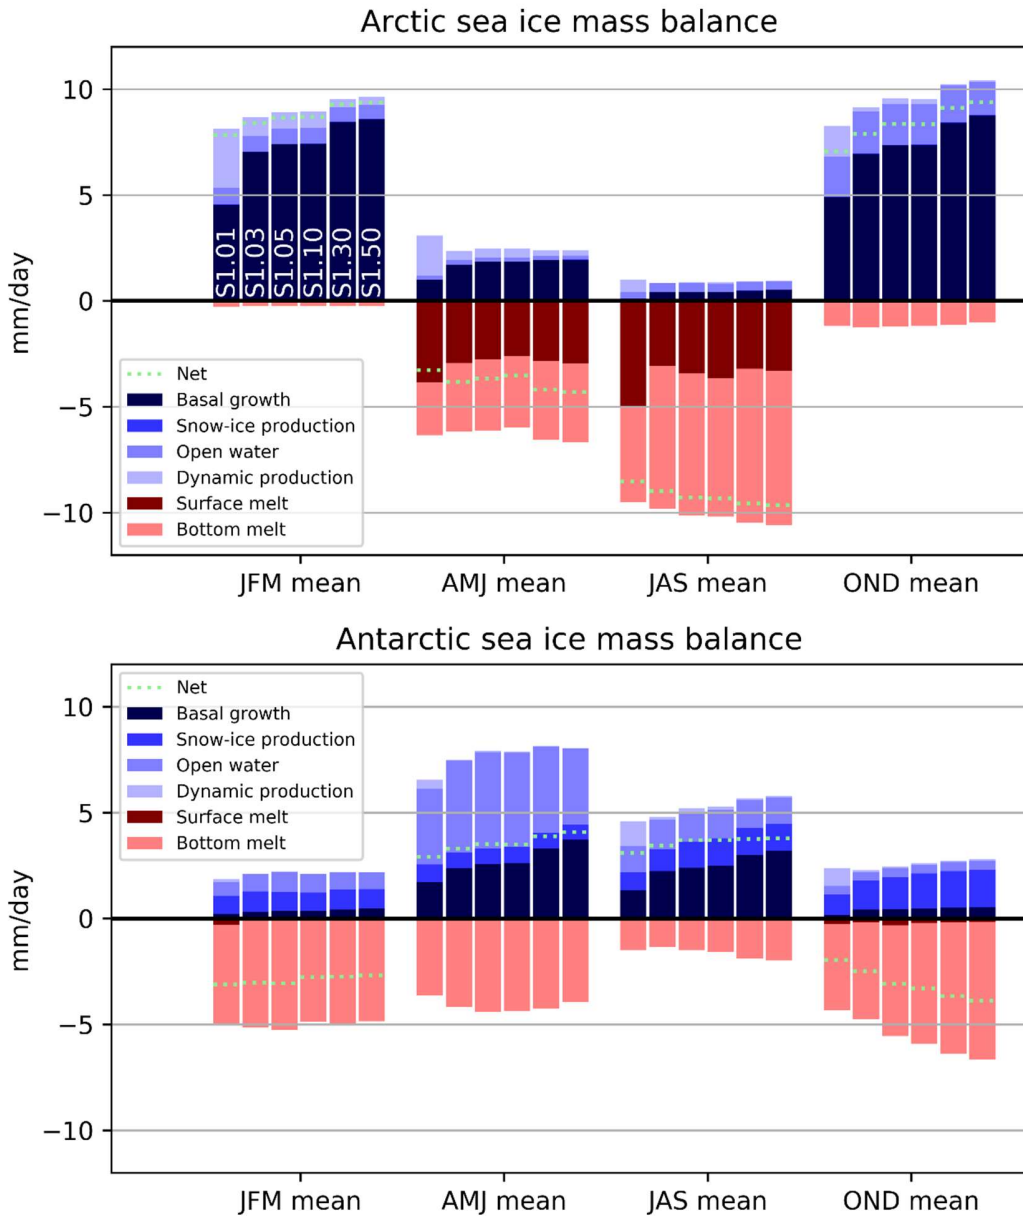 Arctic sea ice mass balance
10
5
0
−5
−10
mm/day
S1.01
S1.03
S1.05
S1.10
S1.30
S1.50
Net
Basal growth
Snow-ice production
Open water
Dynamic production
Surface melt
Bottom melt
JFM mean
AMJ mean
JAS mean
OND mean
Antarctic sea ice mass balance
10
5
0
−5
−10
mm/day
Net
Basal growth
Snow-ice production
Open water
Dynamic production
Surface melt
Bottom melt
JFM mean
AMJ mean
JAS mean
OND mean